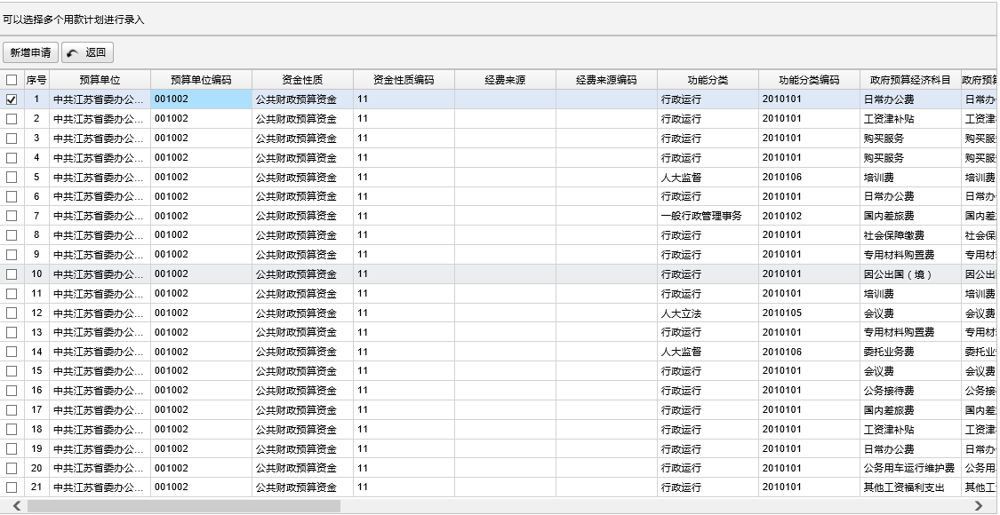 可以选择多个用款计划进行录入
新增申请 返回
序号 预算单位 预算单位编码 资金性质 资金性质编码 经费来源 经费来源编码 功能分类 功能分类编码 政府预算经济科目 政府预算
1 中共江苏省委办公... 001002 公共财政预算资金 11 行政运行 2010101 日常办公费 日常办
2 中共江苏省委办公... 001002 公共财政预算资金 11 行政运行 2010101 工资津补贴 工资津
3 中共江苏省委办公... 001002 公共财政预算资金 11 行政运行 2010101 购买服务 购买服
4 中共江苏省委办公... 001002 公共财政预算资金 11 行政运行 2010101 购买服务 购买服
5 中共江苏省委办公... 001002 公共财政预算资金 11 人大监督 2010106 培训费 培训费
6 中共江苏省委办公... 001002 公共财政预算资金 11 行政运行 2010101 日常办公费 日常办
7 中共江苏省委办公... 001002 公共财政预算资金 11 一般行政管理事务 2010102 国内差旅费 国内差
8 中共江苏省委办公... 001002 公共财政预算资金 11 行政运行 2010101 社会保障缴费 社会保
9 中共江苏省委办公... 001002 公共财政预算资金 11 行政运行 2010101 专用材料购置费 专用材
10 中共江苏省委办公... 001002 公共财政预算资金 11 行政运行 2010101 因公出国（境） 因公出
11 中共江苏省委办公... 001002 公共财政预算资金 11 行政运行 2010101 培训费 培训费
12 中共江苏省委办公... 001002 公共财政预算资金 11 人大立法 2010105 会议费 会议费
13 中共江苏省委办公... 001002 公共财政预算资金 11 行政运行 2010101 专用材料购置费 专用材
14 中共江苏省委办公... 001002 公共财政预算资金 11 人大监督 2010106 委托业务费 委托业
15 中共江苏省委办公... 001002 公共财政预算资金 11 行政运行 2010101 会议费 会议费
16 中共江苏省委办公... 001002 公共财政预算资金 11 行政运行 2010101 公务接待费 公务接
17 中共江苏省委办公... 001002 公共财政预算资金 11 行政运行 2010101 国内差旅费 国内差
18 中共江苏省委办公... 001002 公共财政预算资金 11 行政运行 2010101 工资津补贴 工资津
19 中共江苏省委办公... 001002 公共财政预算资金 11 行政运行 2010101 日常办公费 日常办
20 中共江苏省委办公... 001002 公共财政预算资金 11 行政运行 2010101 公务用车运行维护费 公务用
21 中共江苏省委办公... 001002 公共财政预算资金 11 行政运行 2010101 其他工资福利支出 其他工